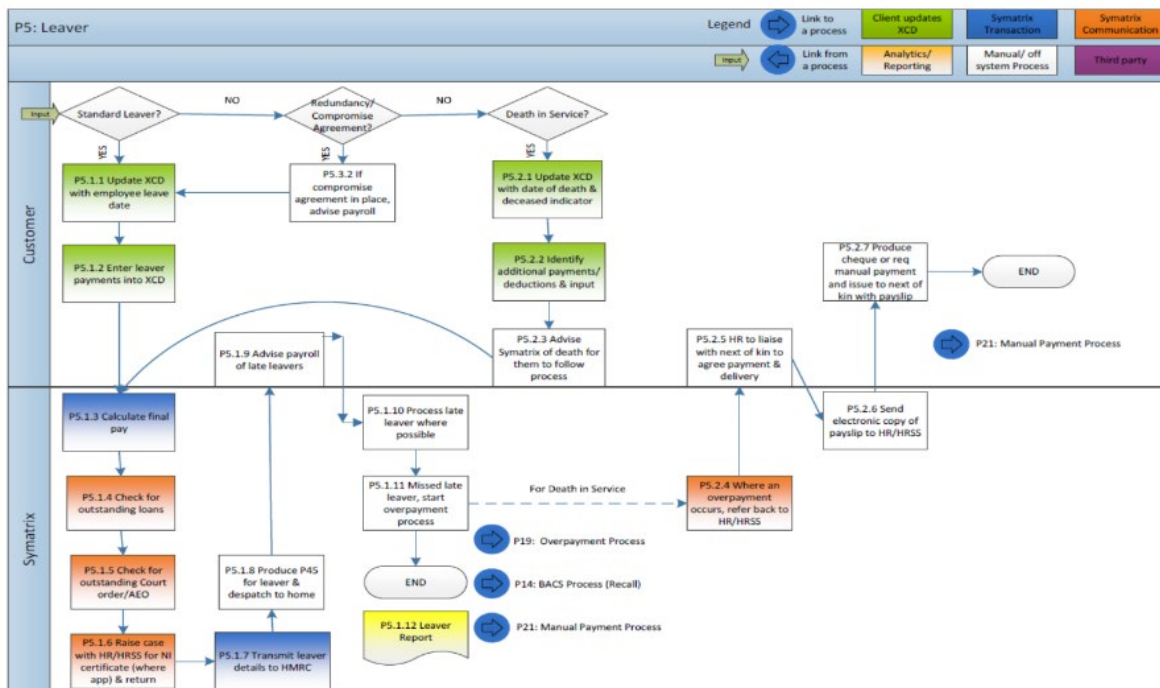 P5: Leaver
Legend
Link to
a process
Client updates
XCD
Symatrix
Transaction
Symatrix
Communication
Input
Link from
a process
Analytics/
Reporting
Manual/ off
system Process
Third party
Customer
Input
Standard Leaver?
NO
Redundancy/
Compromise
Agreement?
NO
Death in Service?
YES
YES
YES
P5.1.1 Update XCD
with employee leave
date
P5.3.2 If
compromise
agreement in place,
advise payroll
P5.2.1 Update XCD
with date of death &
deceased indicator
P5.1.2 Enter leaver
payments into XCD
P5.2.2 Identify
additional payments/
deductions & input
P5.2.7 Produce
cheque or req
manual payment
and issue to next of
kin with payslip
END
P5.1.9 Advise payroll
of late leavers
P5.2.3 Advise
Symatrix of death for
them to follow
process
P5.2.5 HR to liaise
with next of kin to
agree payment &
delivery
P21: Manual Payment Process
Symatrix
P5.1.3 Calculate final
pay
P5.1.10 Process late
leaver where
possible
P5.2.6 Send
electronic copy of
payslip to HR/HRSS
P5.1.4 Check for
outstanding loans
P5.1.11 Missed late
leaver, start
overpayment
process
For Death in Service
P5.2.4 Where an
overpayment
occurs, refer back to
HR/HRSS
P19: Overpayment Process
P5.1.5 Check for
outstanding Court
order/AEO
P5.1.8 Produce P45
for leaver &
despatch to home
END
P14: BACS Process (Recall)
P5.1.12 Leaver
Report
P21: Manual Payment Process
P5.1.6 Raise case
with HR/HRSS for NI
certificate (where
app) & return
P5.1.7 Transmit leaver
details to HMRC